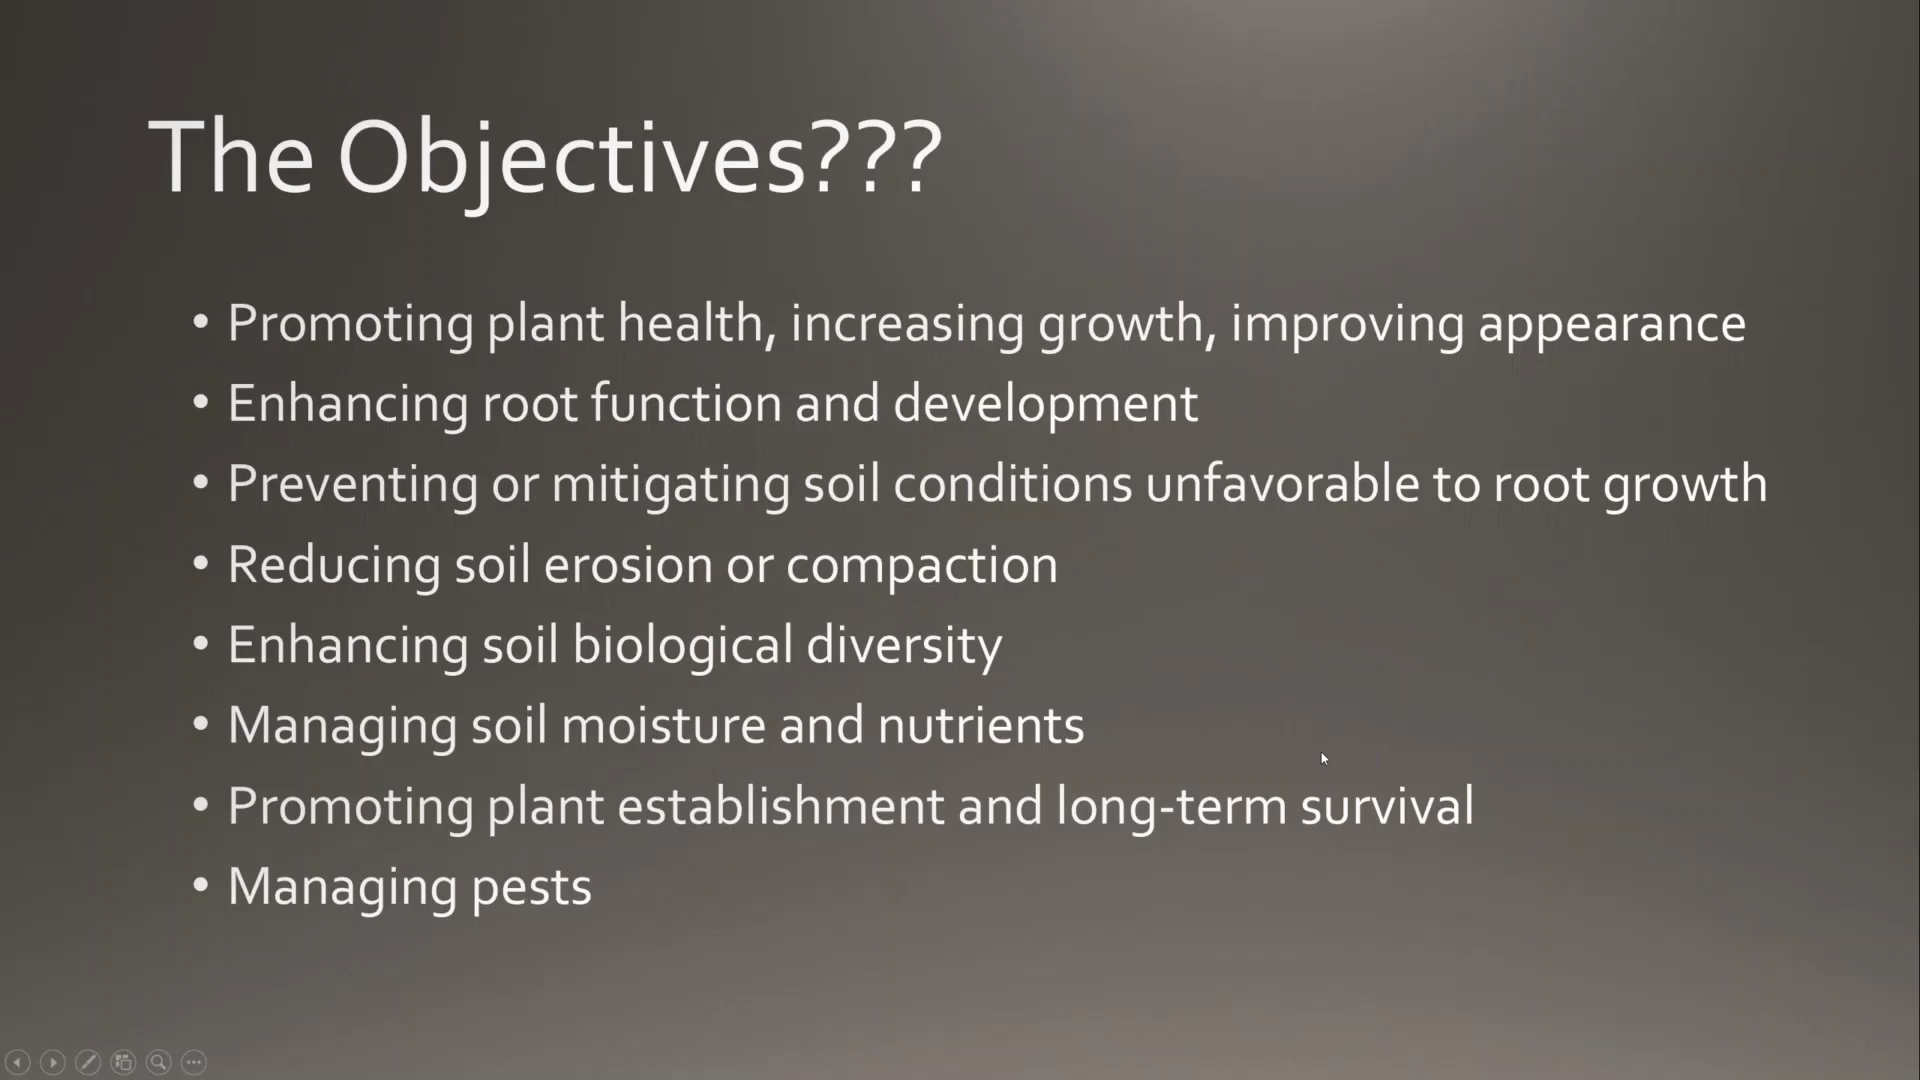 The Objectives???
• Promoting plant health, increasing growth, improving appearance
• Enhancing root function and development
• Preventing or mitigating soil conditions unfavorable to root growth
• Reducing soil erosion or compaction
• Enhancing soil biological diversity
• Managing soil moisture and nutrients
• Promoting plant establishment and long-term survival
• Managing pests